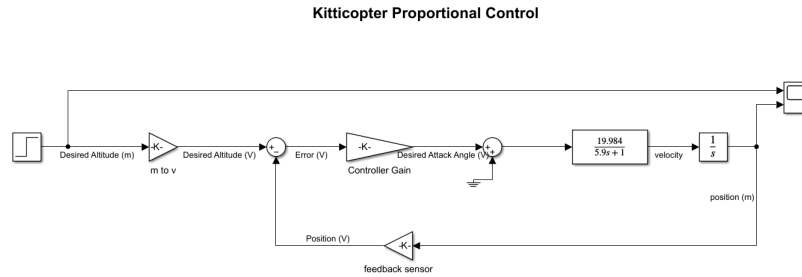 Kitticopter Proportional Control
Desired Altitude (m)
-K-
m to v
Desired Altitude (V)
+
−
Error (V)
-K-
Controller Gain
Desired Attack Angle (V)
+
+
19.984
5.9s + 1
velocity
1
s
position (m)
Position (V)
-K-
feedback sensor